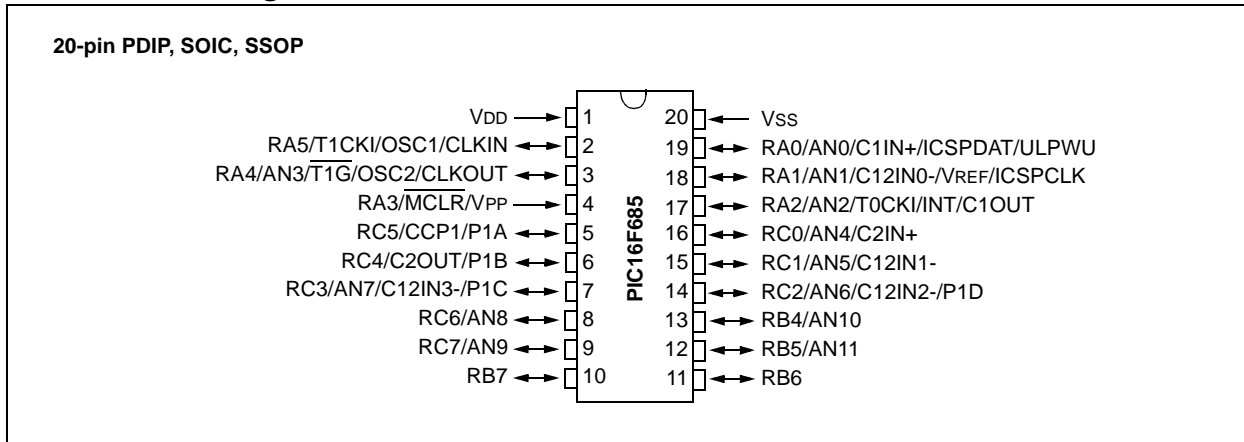 20-pin PDIP, SOIC, SSOP
VDD 1
RA5/T1CKI/OSC1/CLKIN 2
RA4/AN3/T1G/OSC2/CLKOUT 3
RA3/MCLR/VPP 4
RC5/CCP1/P1A 5
RC4/C2OUT/P1B 6
RC3/AN7/C12IN3-/P1C 7
RC6/AN8 8
RC7/AN9 9
RB7 10
PIC16F685
20 VSS
19 RA0/AN0/C1IN+/ICSPDAT/ULPWU
18 RA1/AN1/C12IN0-/VREF/ICSPCLK
17 RA2/AN2/T0CKI/INT/C1OUT
16 RC0/AN4/C2IN+
15 RC1/AN5/C12IN1-
14 RC2/AN6/C12IN2-/P1D
13 RB4/AN10
12 RB5/AN11
11 RB6